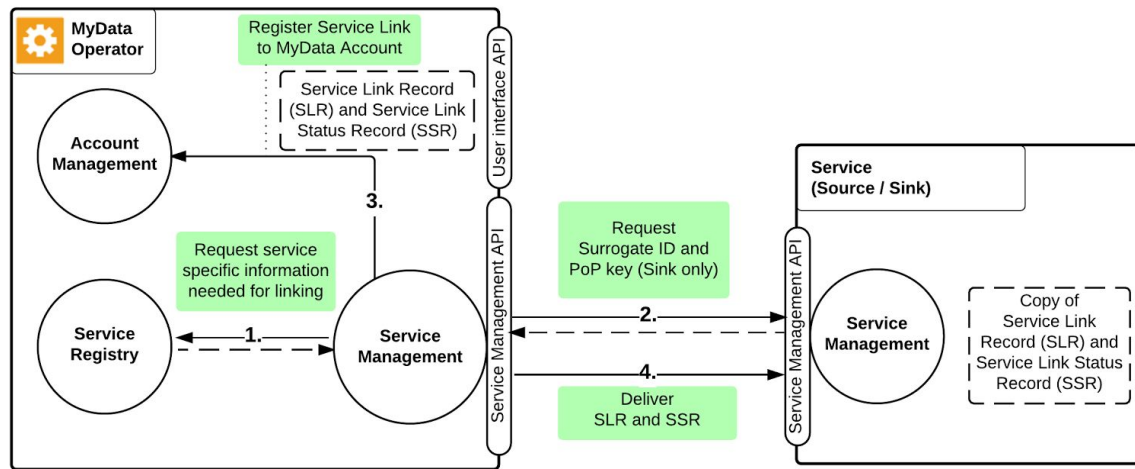 MyData
Operator
Register Service Link
to MyData Account
Service Link Record
(SLR) and Service Link
Status Record (SSR)
User interface API
Account
Management
3.
Request service
specific information
needed for linking
Service
Registry
1.
Service
Management
Service Management API
Request
Surrogate ID and
PoP key (Sink only)
2.
4.
Deliver
SLR and SSR
Service
(Source / Sink)
Service Management API
Service
Management
Copy of
Service Link
Record (SLR) and
Service Link Status
Record (SSR)